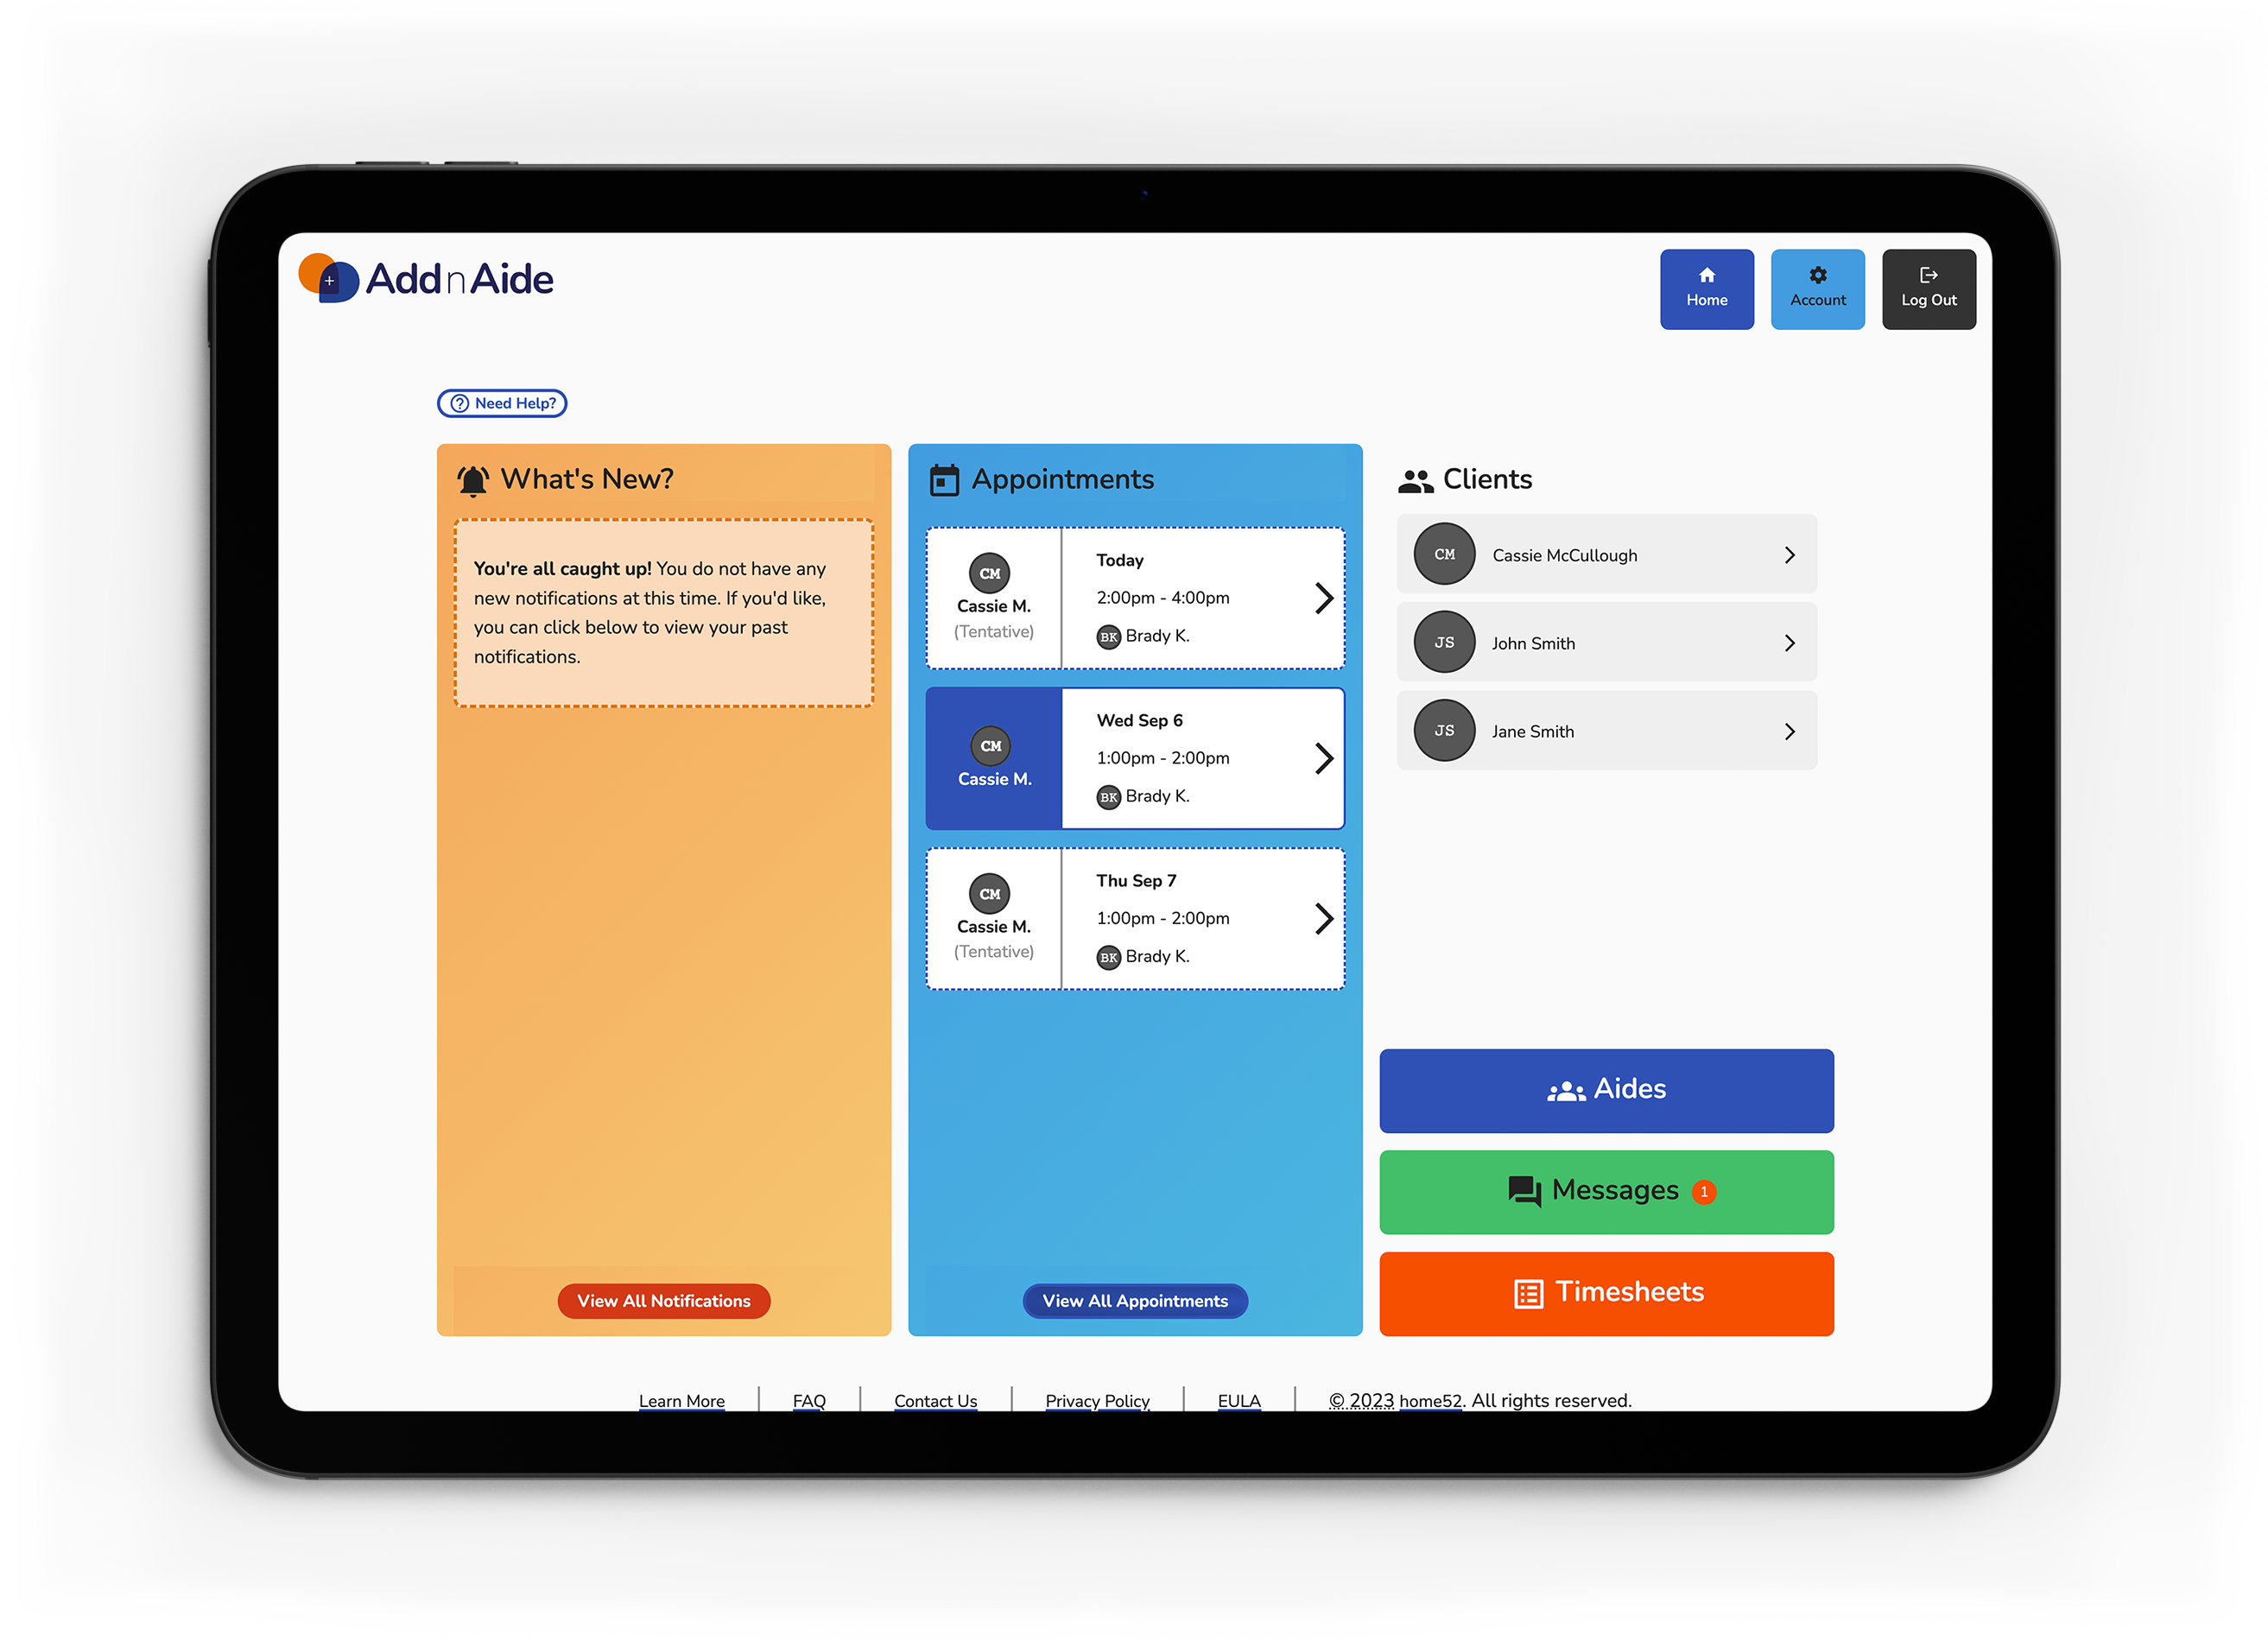 Add n Aide
Home
Account
Log Out
Need Help?
What's New?
You're all caught up! You do not have any
new notifications at this time. If you'd like,
you can click below to view your past
notifications.
View All Notifications
Appointments
CM
Cassie M.
(Tentative)
Today
2:00pm - 4:00pm
BK Brady K.
CM
Cassie M.
Wed Sep 6
1:00pm - 2:00pm
BK Brady K.
CM
Cassie M.
(Tentative)
Thu Sep 7
1:00pm - 2:00pm
BK Brady K.
View All Appointments
Clients
CM Cassie McCullough
JS John Smith
JS Jane Smith
Aides
Messages 1
Timesheets
Learn More | FAQ | Contact Us | Privacy Policy | EULA | © 2023 home52. All rights reserved.